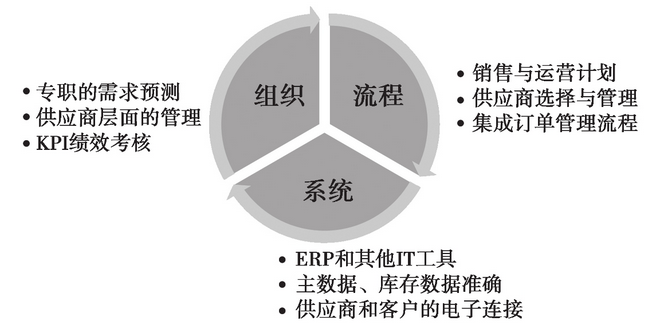 组织
• 专职的需求预测
• 供应商层面的管理
• KPI绩效考核
流程
• 销售与运营计划
• 供应商选择与管理
• 集成订单管理流程
系统
• ERP和其他IT工具
• 主数据、库存数据准确
• 供应商和客户的电子连接